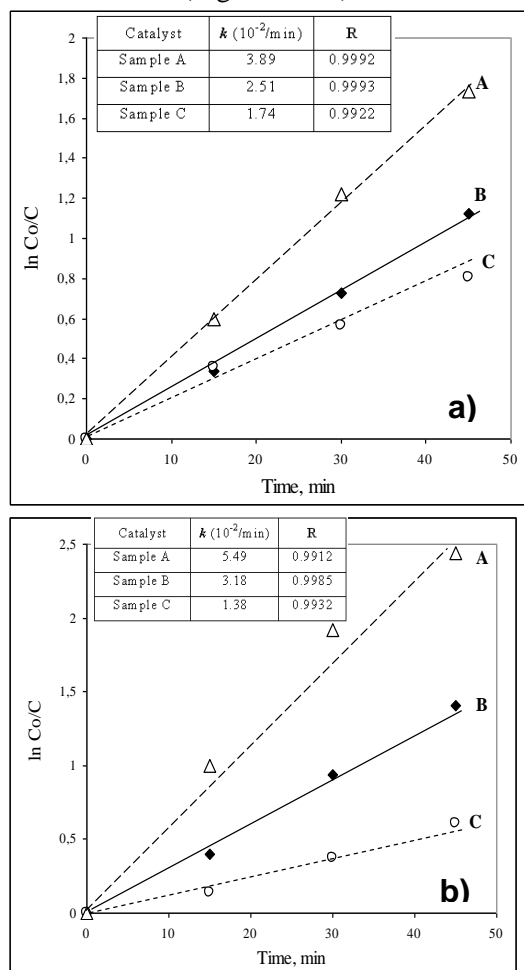 Catalyst k (10⁻²/min) R
Sample A 3.89 0.9992
Sample B 2.51 0.9993
Sample C 1.74 0.9922
2
1,8
1,6
1,4
1,2
1
0,8
0,6
0,4
0,2
0
ln Co/C
A
B
C
a)
0 10 20 30 40 50
Time, min
Catalyst k (10⁻²/min) R
Sample A 5.49 0.9912
Sample B 3.18 0.9985
Sample C 1.38 0.9932
2,5
2
1,5
1
0,5
0
ln Co/C
A
B
C
b)
0 10 20 30 40 50
Time, min